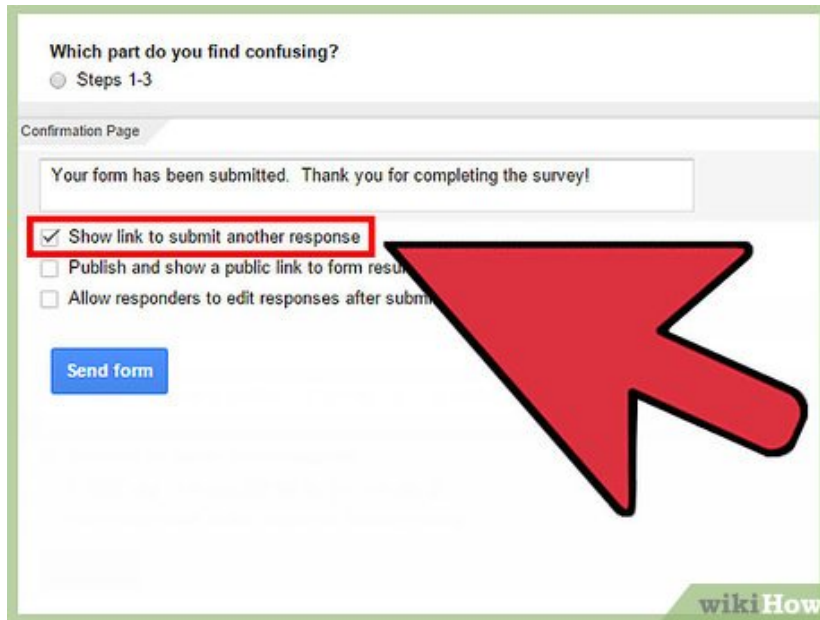 Which part do you find confusing?
Steps 1-3
Confirmation Page
Your form has been submitted. Thank you for completing the survey!
Show link to submit another response
Publish and show a public link to form
Allow responders to edit responses after
Send form
wikiHow